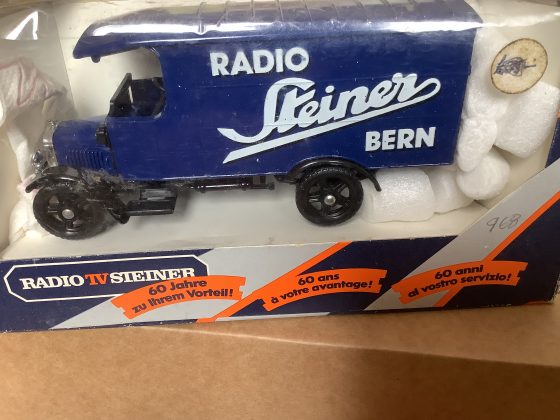 RADIO
Steiner
BERN
968
RADIO TV STEINER
60 Jahre
zu Ihrem Vorteil!
60 ans
à votre avantage!
60 anni
al vostro servizio!